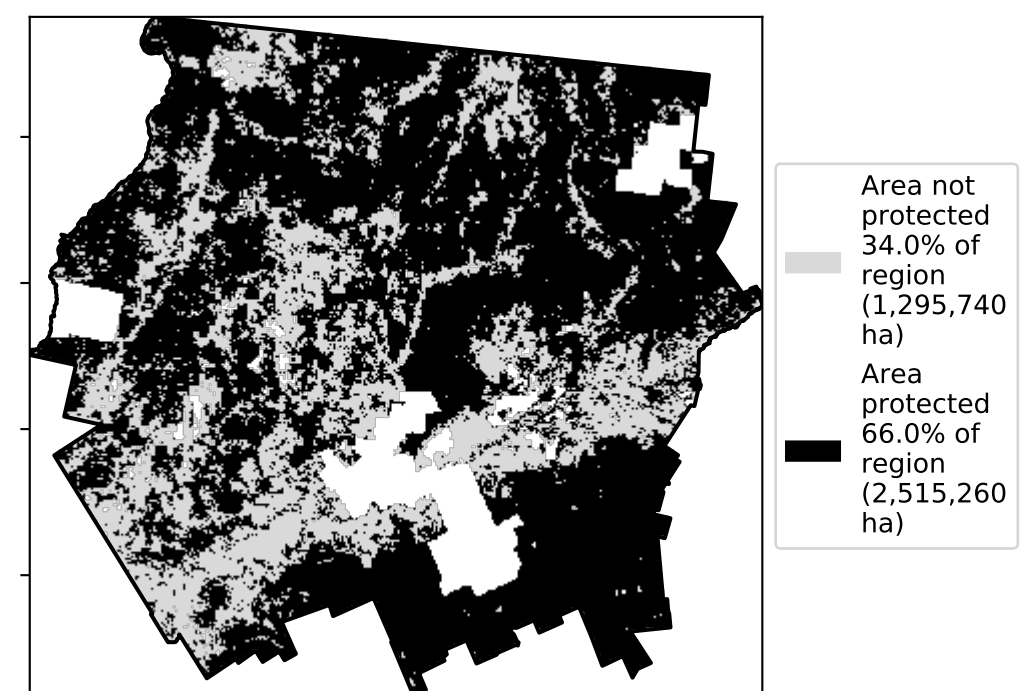 Area not
protected
34.0% of
region
(1,295,740
ha)
Area
protected
66.0% of
region
(2,515,260
ha)